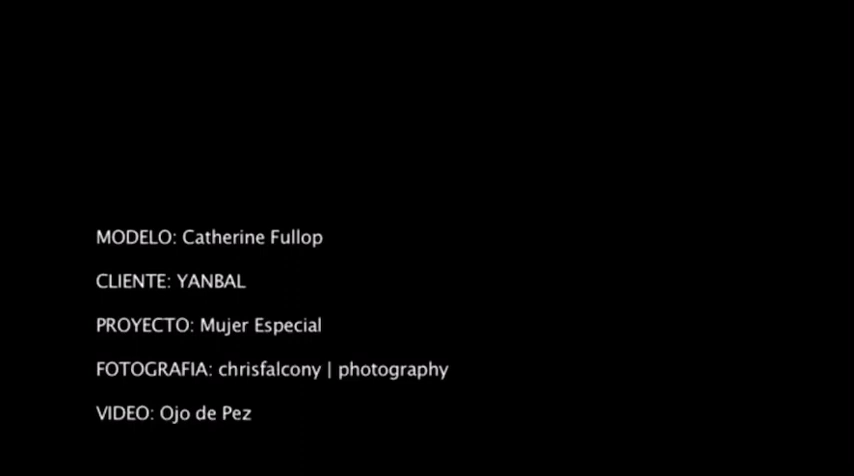 MODELO: Catherine Fullop
CLIENTE: YANBAL
PROYECTO: Mujer Especial
FOTOGRAFIA: chrisfalcony | photography
VIDEO: Ojo de Pez